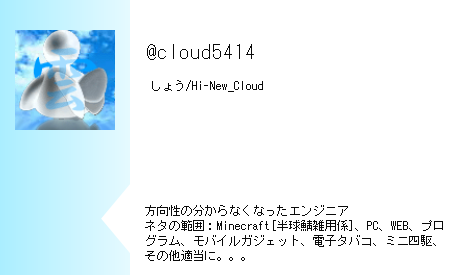 雲
@cloud5414
しょう/Hi-New_Cloud
方向性の分からなくなったエンジニア
ネタの範囲：Minecraft[半球鯖雑用係]、PC、WEB、プロ
グラム、モバイルガジェット、電子タバコ、ミニ四駆、
その他適当に。。。